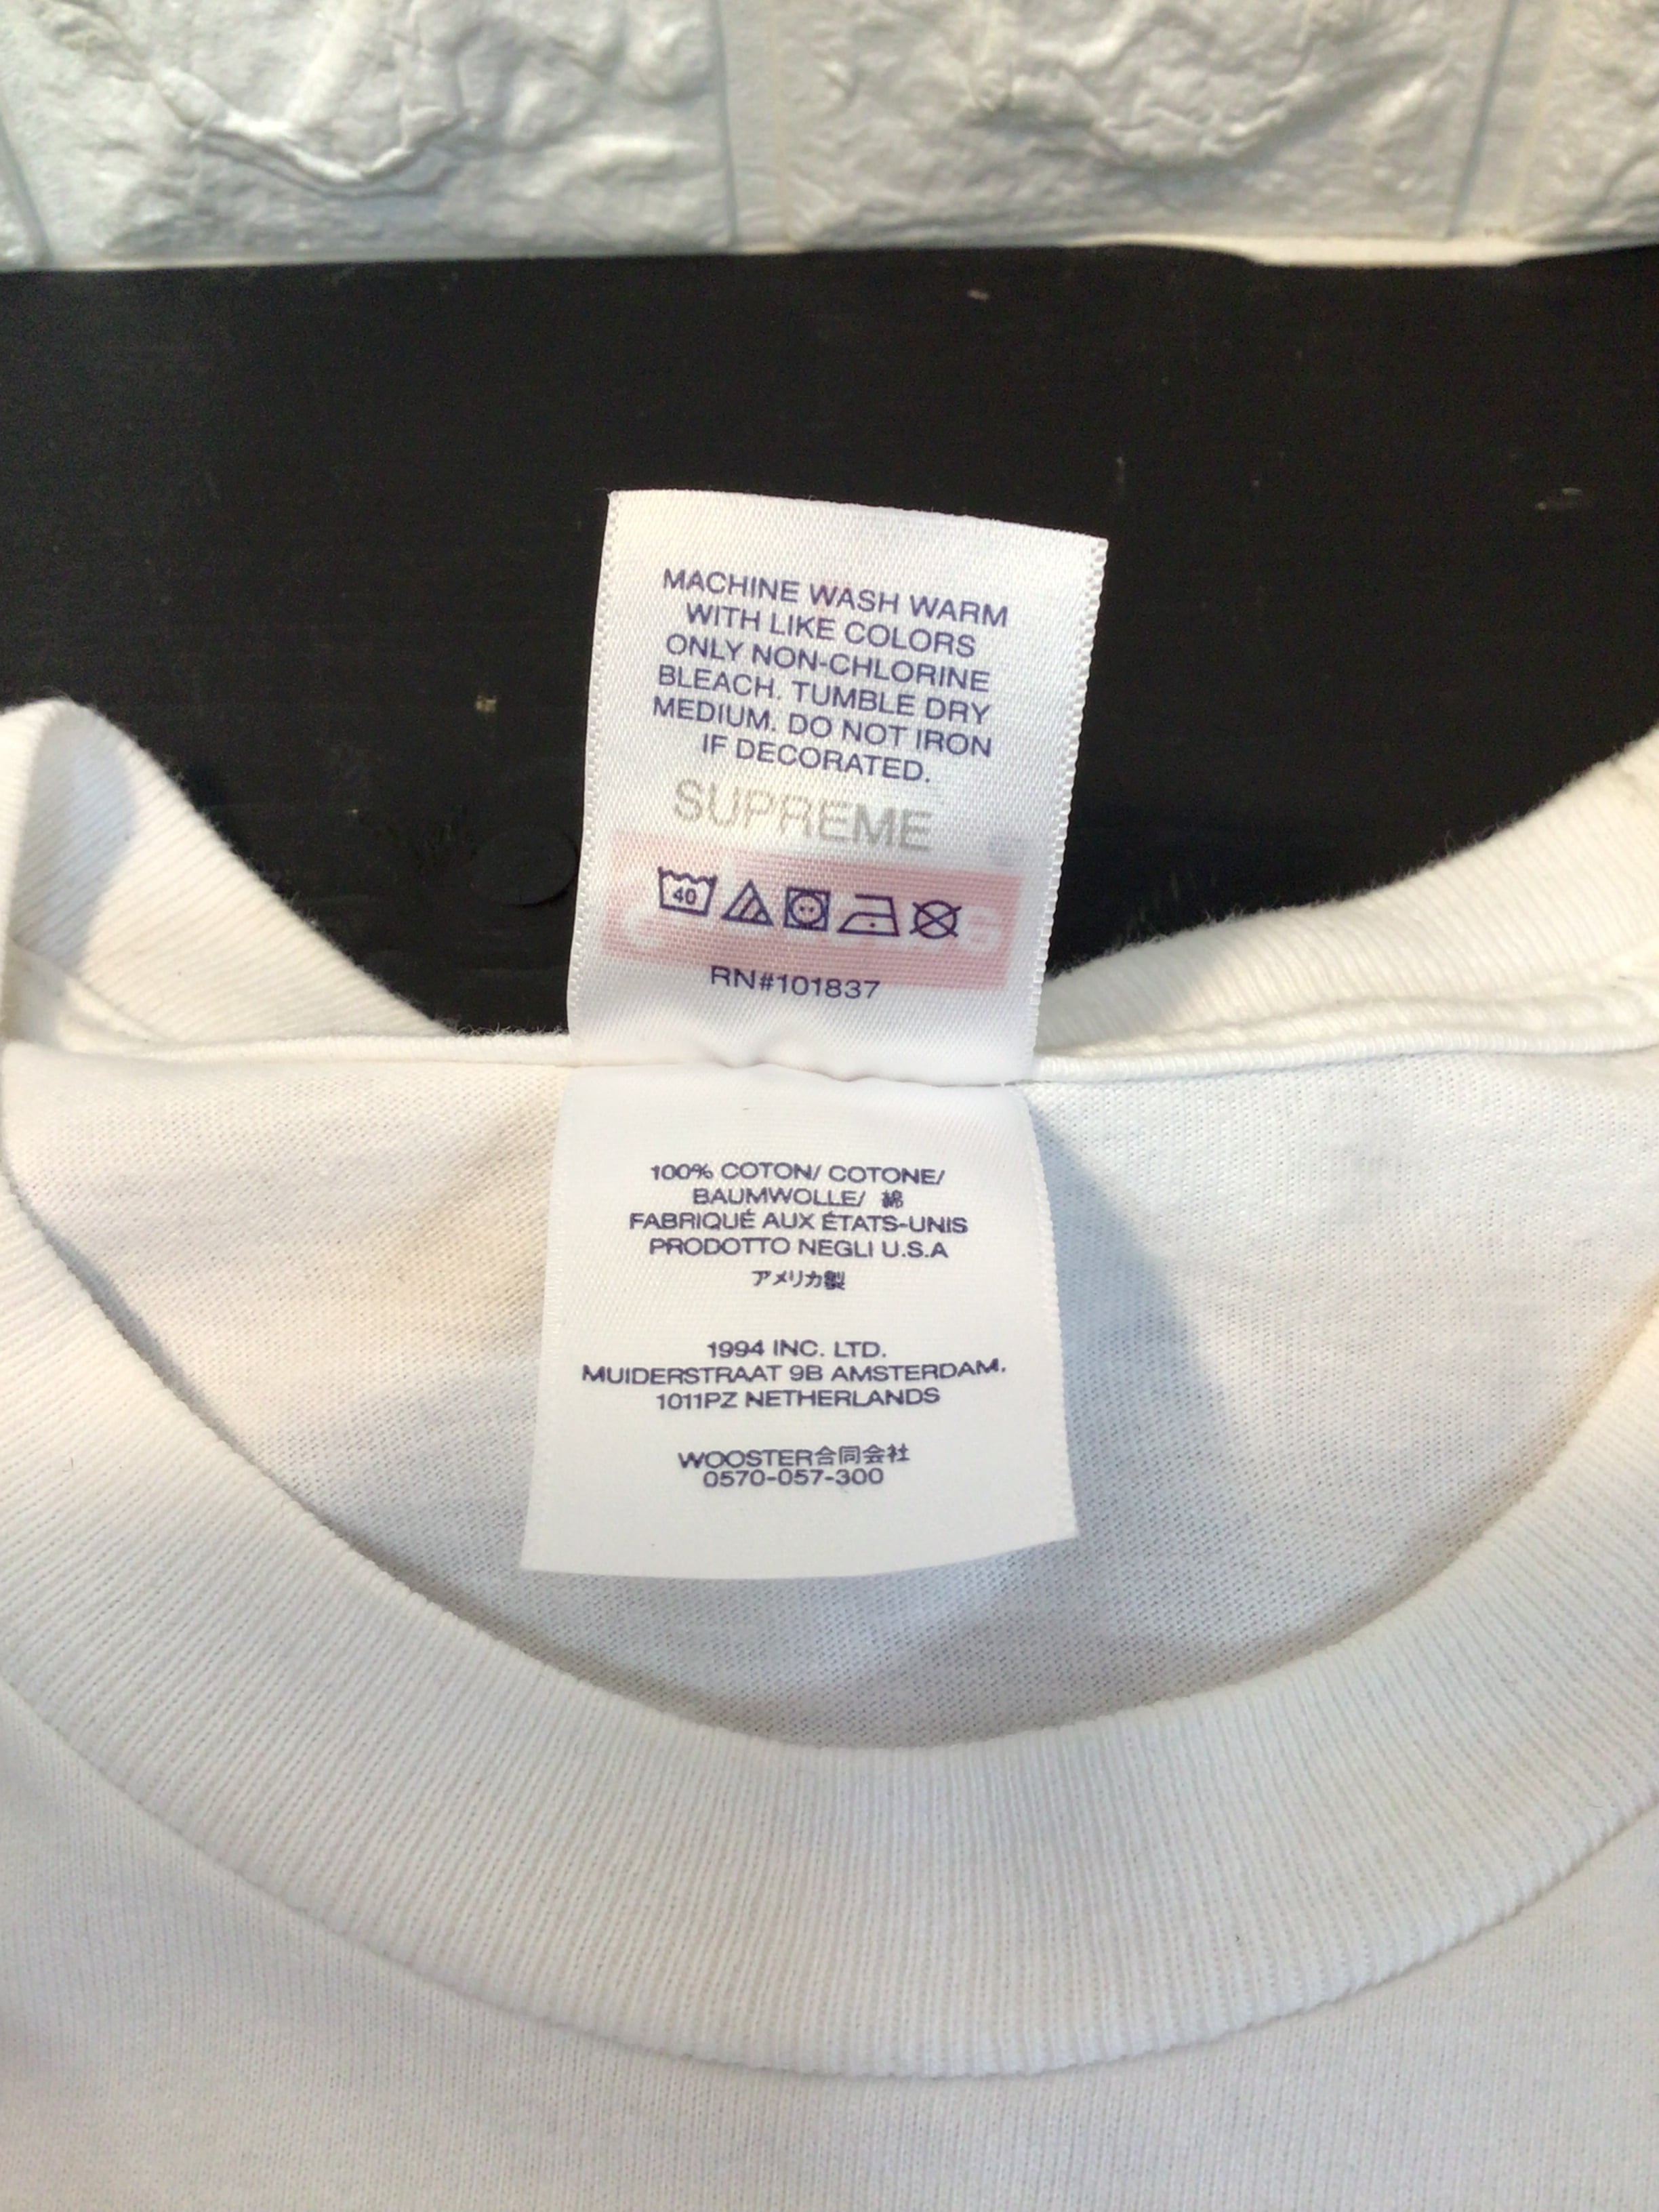 MACHINE WASH WARM
WITH LIKE COLORS
ONLY NON-CHLORINE
BLEACH. TUMBLE DRY
MEDIUM. DO NOT IRON
IF DECORATED.
SUPREME
40
RN#101837
100% COTON/ COTONE/
BAUMWOLLE/ 綿
FABRIQUÉ AUX ÉTATS-UNIS
PRODOTTO NEGLI U.S.A
アメリカ製
1994 INC. LTD.
MUIDERSTRAAT 9B AMSTERDAM,
1011PZ NETHERLANDS
WOOSTER合同会社
0570-057-300